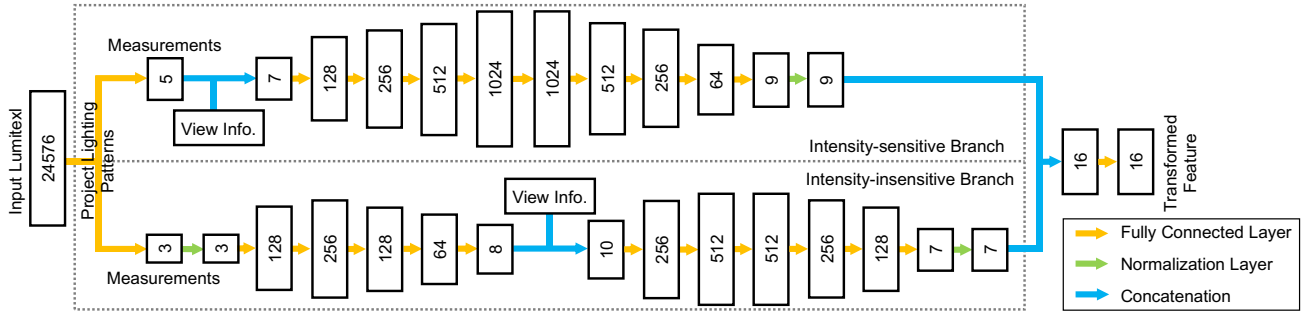 Input Lumitexl
24576
Project Lighting
Patterns
Measurements
5
View Info.
7
128
256
512
1024
1024
512
256
64
9
9
Intensity-sensitive Branch
Intensity-insensitive Branch
3
3
Measurements
128
256
128
64
8
View Info.
10
256
512
512
256
128
7
7
16
16
Transformed
Feature
Fully Connected Layer
Normalization Layer
Concatenation